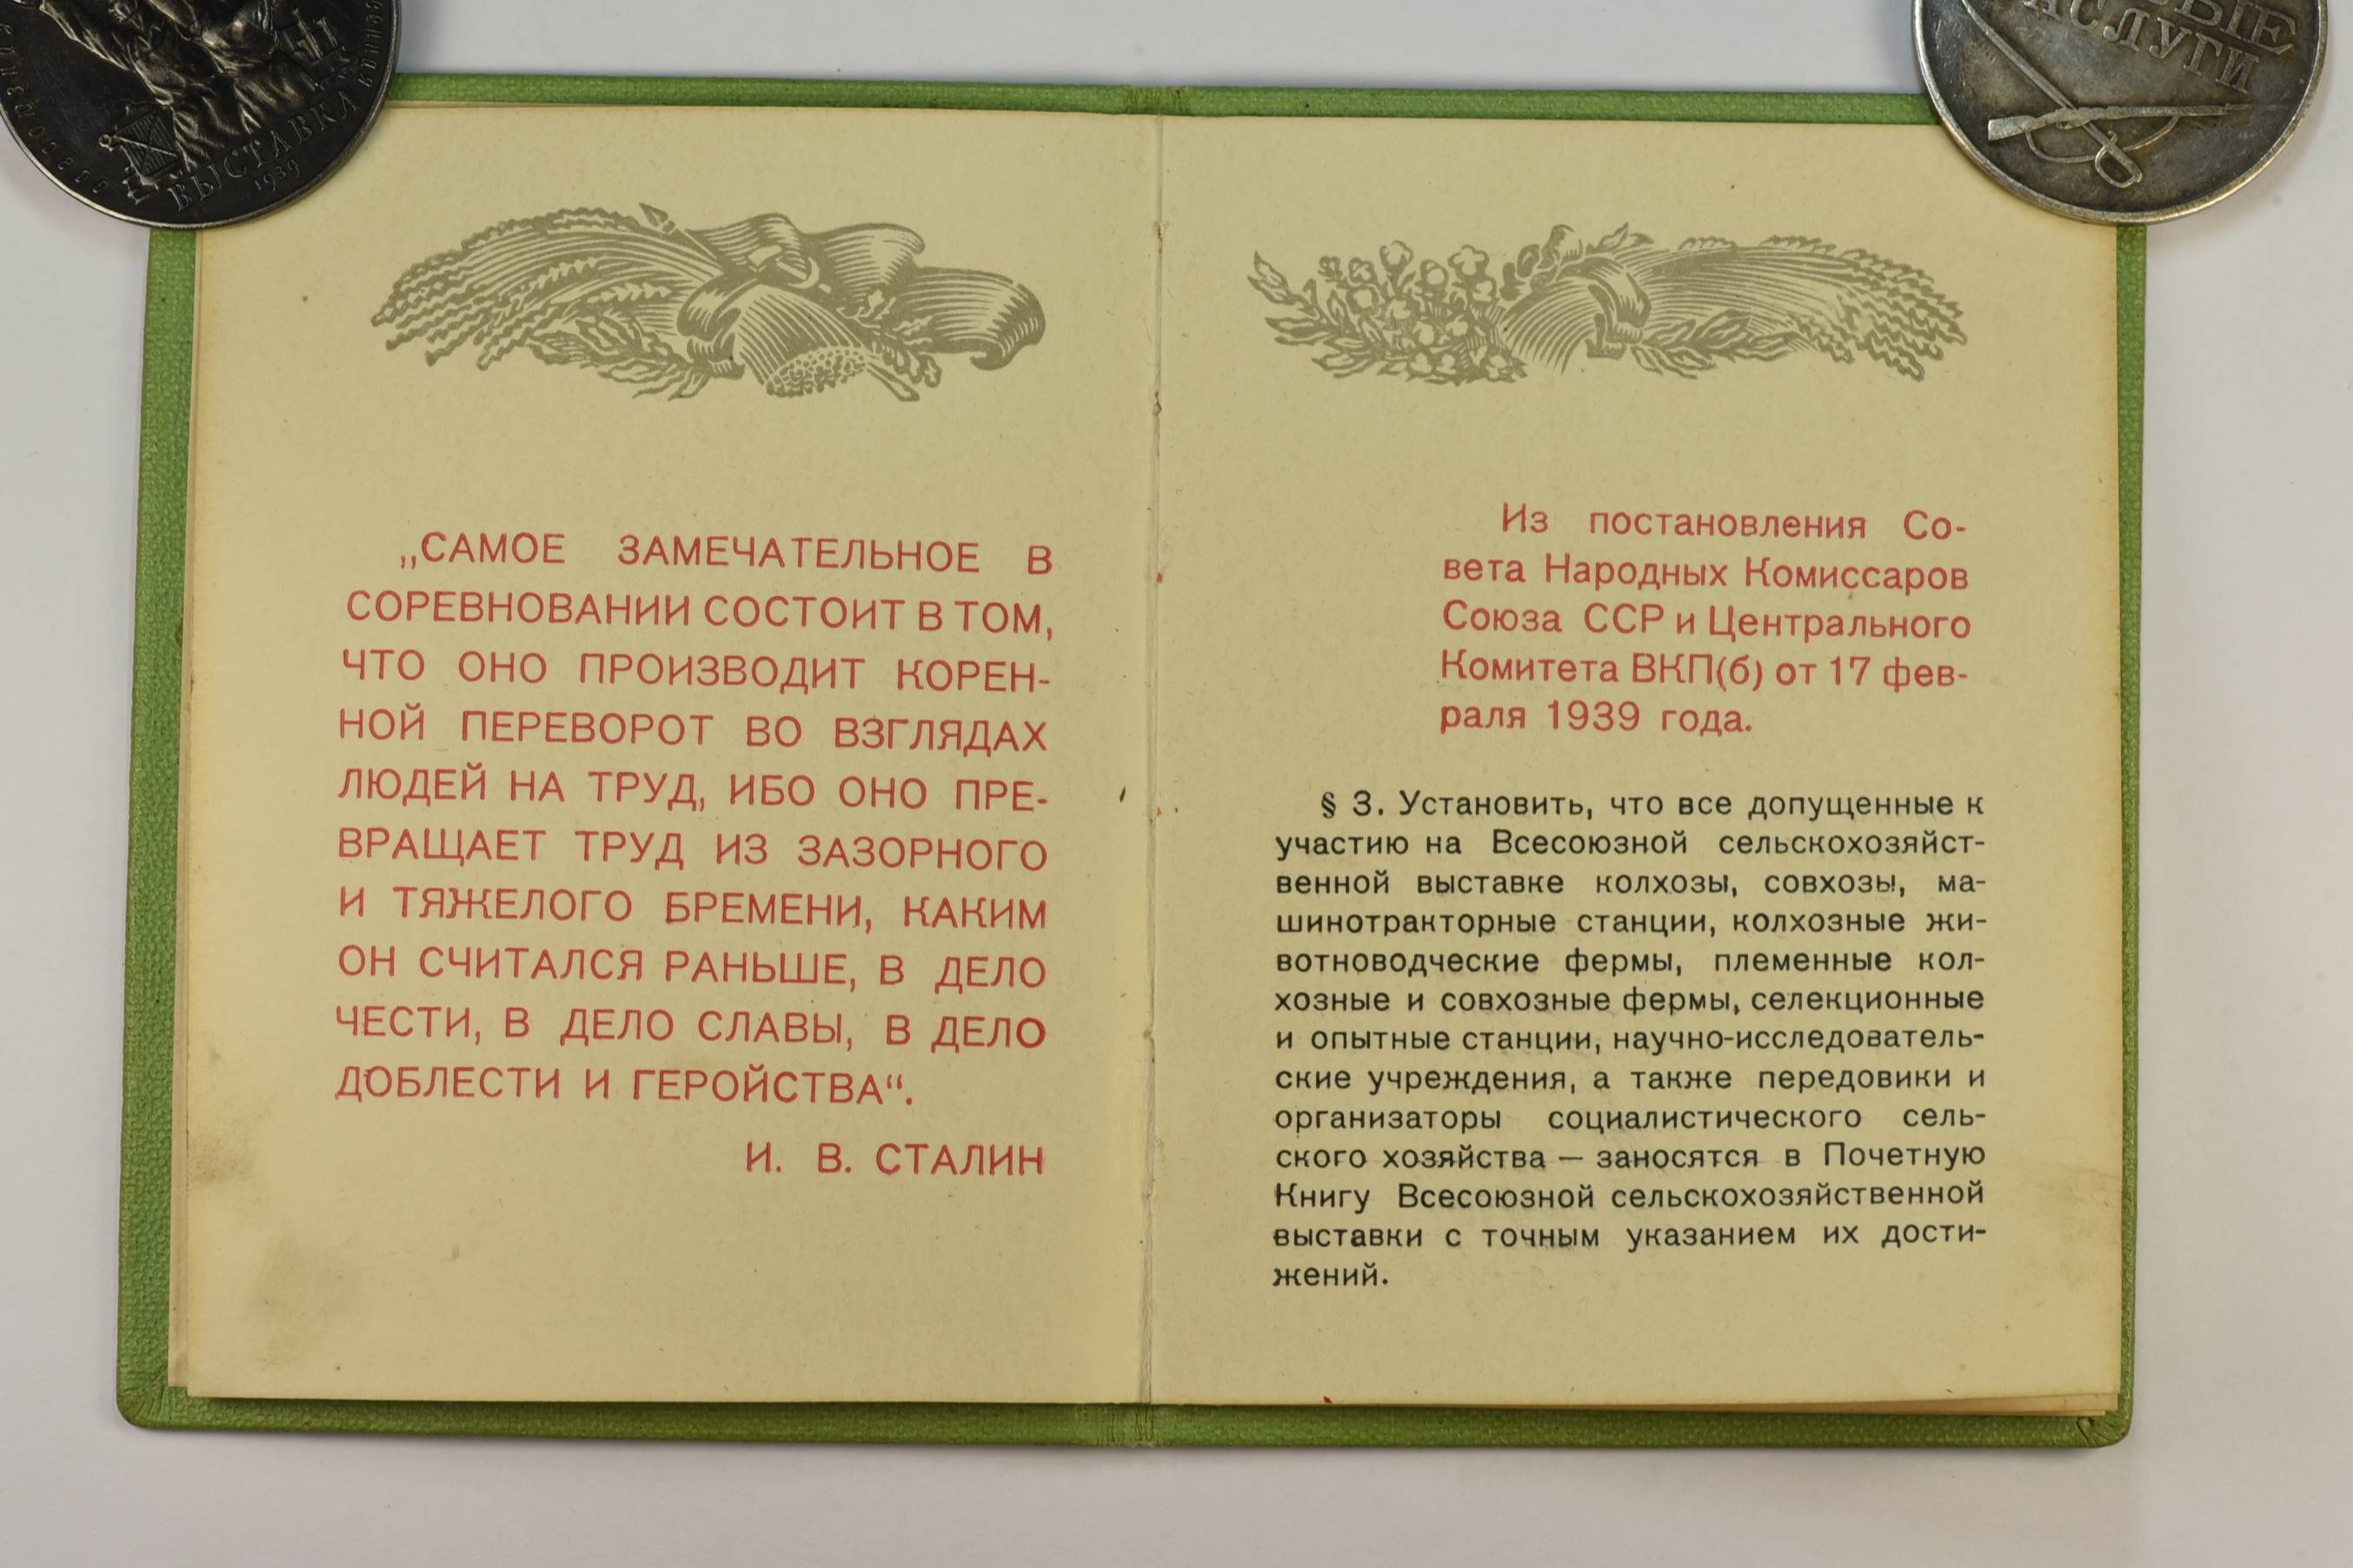 ВЫСТАВКА
1939
СЛУГИ
„САМОЕ ЗАМЕЧАТЕЛЬНОЕ В
СОРЕВНОВАНИИ СОСТОИТ В ТОМ,
ЧТО ОНО ПРОИЗВОДИТ КОРЕН-
НОЙ ПЕРЕВОРОТ ВО ВЗГЛЯДАХ
ЛЮДЕЙ НА ТРУД, ИБО ОНО ПРЕ-
ВРАЩАЕТ ТРУД ИЗ ЗАЗОРНОГО
И ТЯЖЕЛОГО БРЕМЕНИ, КАКИМ
ОН СЧИТАЛСЯ РАНЬШЕ, В ДЕЛО
ЧЕСТИ, В ДЕЛО СЛАВЫ, В ДЕЛО
ДОБЛЕСТИ И ГЕРОЙСТВА“.
И. В. СТАЛИН
Из постановления Со-
вета Народных Комиссаров
Союза ССР и Центрального
Комитета ВКП(б) от 17 фев-
раля 1939 года.
§ 3. Установить, что все допущенные к
участию на Всесоюзной сельскохозяйст-
венной выставке колхозы, совхозы, ма-
шинотракторные станции, колхозные жи-
вотноводческие фермы, племенные кол-
хозные и совхозные фермы, селекционные
и опытные станции, научно-исследователь-
ские учреждения, а также передовики и
организаторы социалистического сель-
ского хозяйства — заносятся в Почетную
Книгу Всесоюзной сельскохозяйственной
выставки с точным указанием их дости-
жений.